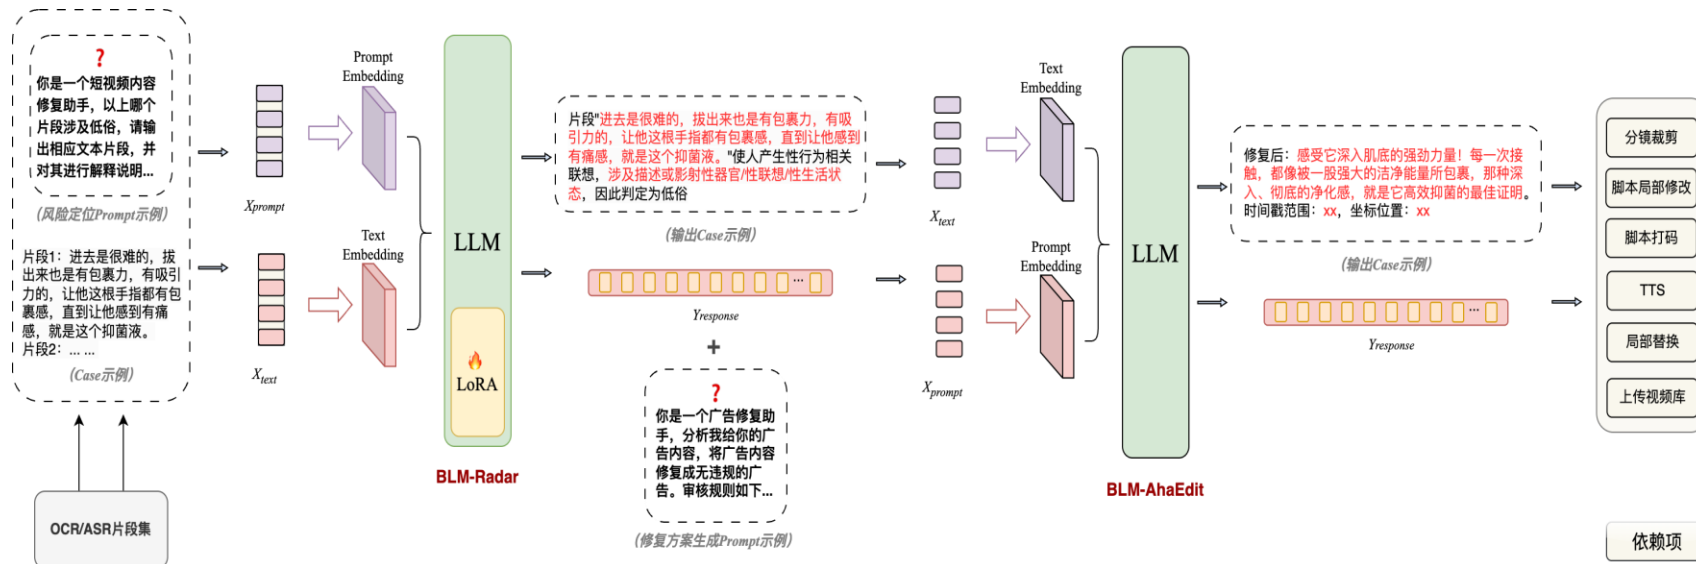 ?
你是一个短视频内容
修复助手，以上哪个
片段涉及低俗，请输
出相应文本片段，并
对其进行解释说明...
(风险定位Prompt示例)
片段1：进去是很难的，拔
出来也是有包裹力，有吸引
力的，让他这根手指都有包
裹感，直到让他感到有痛
感，就是这个抑菌液。
片段2：... ...
(Case示例)
OCR/ASR片段集
Xprompt
Xtext
Prompt
Embedding
Text
Embedding
LLM
LoRA
BLM-Radar
片段"进去是很难的，拔出来也是有包裹力，有吸
引力的，让他这根手指都有包裹感，直到让他感到
有痛感，就是这个抑菌液。"使人产生性行为相关
联想，涉及描述或影射性器官/性联想/性生活状
态，因此判定为低俗
(输出Case示例)
...
Yresponse
+
?
你是一个广告修复助
手，分析我给你的广
告内容，将广告内容
修复成无违规的广
告。审核规则如下...
(修复方案生成Prompt示例)
Xtext
Xprompt
Text
Embedding
Prompt
Embedding
LLM
BLM-AhaEdit
修复后：感受它深入肌底的强劲力量！每一次接
触，都像被一股强大的洁净能量所包裹，那种深
入、彻底的净化感，就是它高效抑菌的最佳证明。
时间戳范围：xx，坐标位置：xx
(输出Case示例)
...
Yresponse
分镜裁剪
脚本局部修改
脚本打码
TTS
局部替换
上传视频库
依赖项